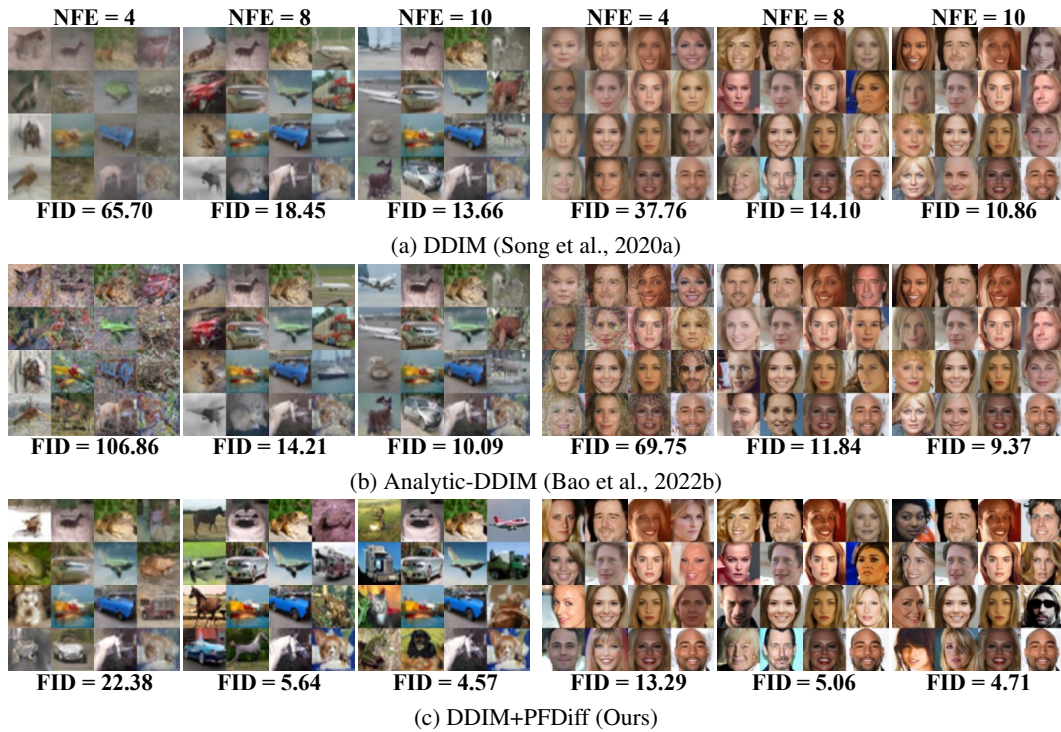 NFE = 4 NFE = 8 NFE = 10 NFE = 4 NFE = 8 NFE = 10
FID = 65.70 FID = 18.45 FID = 13.66 FID = 37.76 FID = 14.10 FID = 10.86
(a) DDIM (Song et al., 2020a)
FID = 106.86 FID = 14.21 FID = 10.09 FID = 69.75 FID = 11.84 FID = 9.37
(b) Analytic-DDIM (Bao et al., 2022b)
FID = 22.38 FID = 5.64 FID = 4.57 FID = 13.29 FID = 5.06 FID = 4.71
(c) DDIM+PFDiff (Ours)